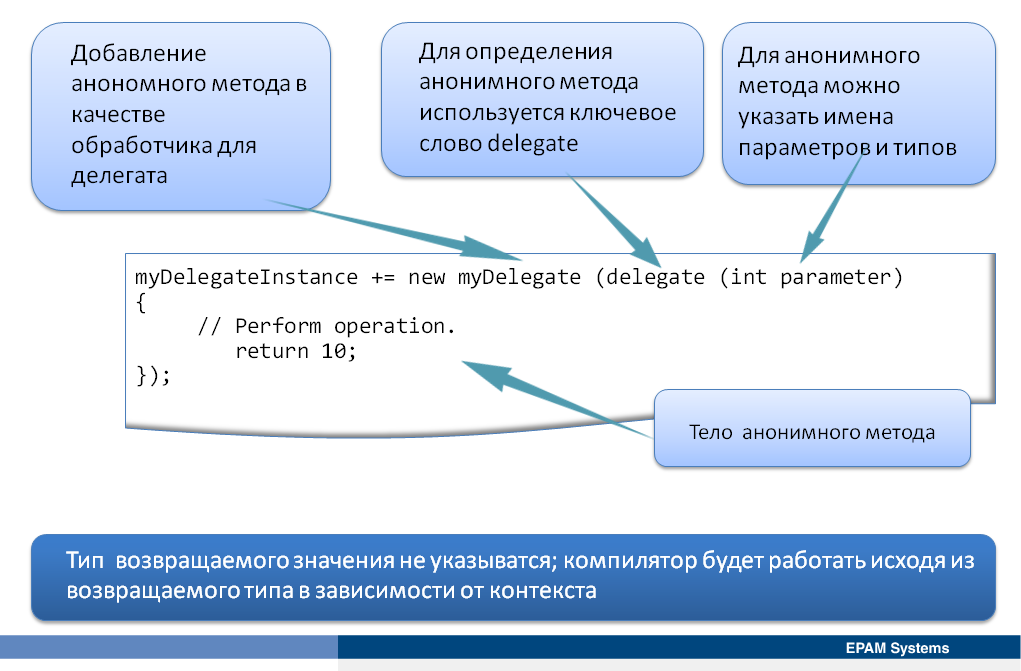 Добавление
анономного метода в
качестве
обработчика для
делегата
Для определения
анонимного метода
используется ключевое
слово delegate
Для анонимного
метода можно
указать имена
параметров и типов
myDelegateInstance += new myDelegate (delegate (int parameter)
{
// Perform operation.
return 10;
});
Тело анонимного метода
Тип возвращаемого значения не указыватся; компилятор будет работать исходя из
возвращаемого типа в зависимости от контекста
EPAM Systems